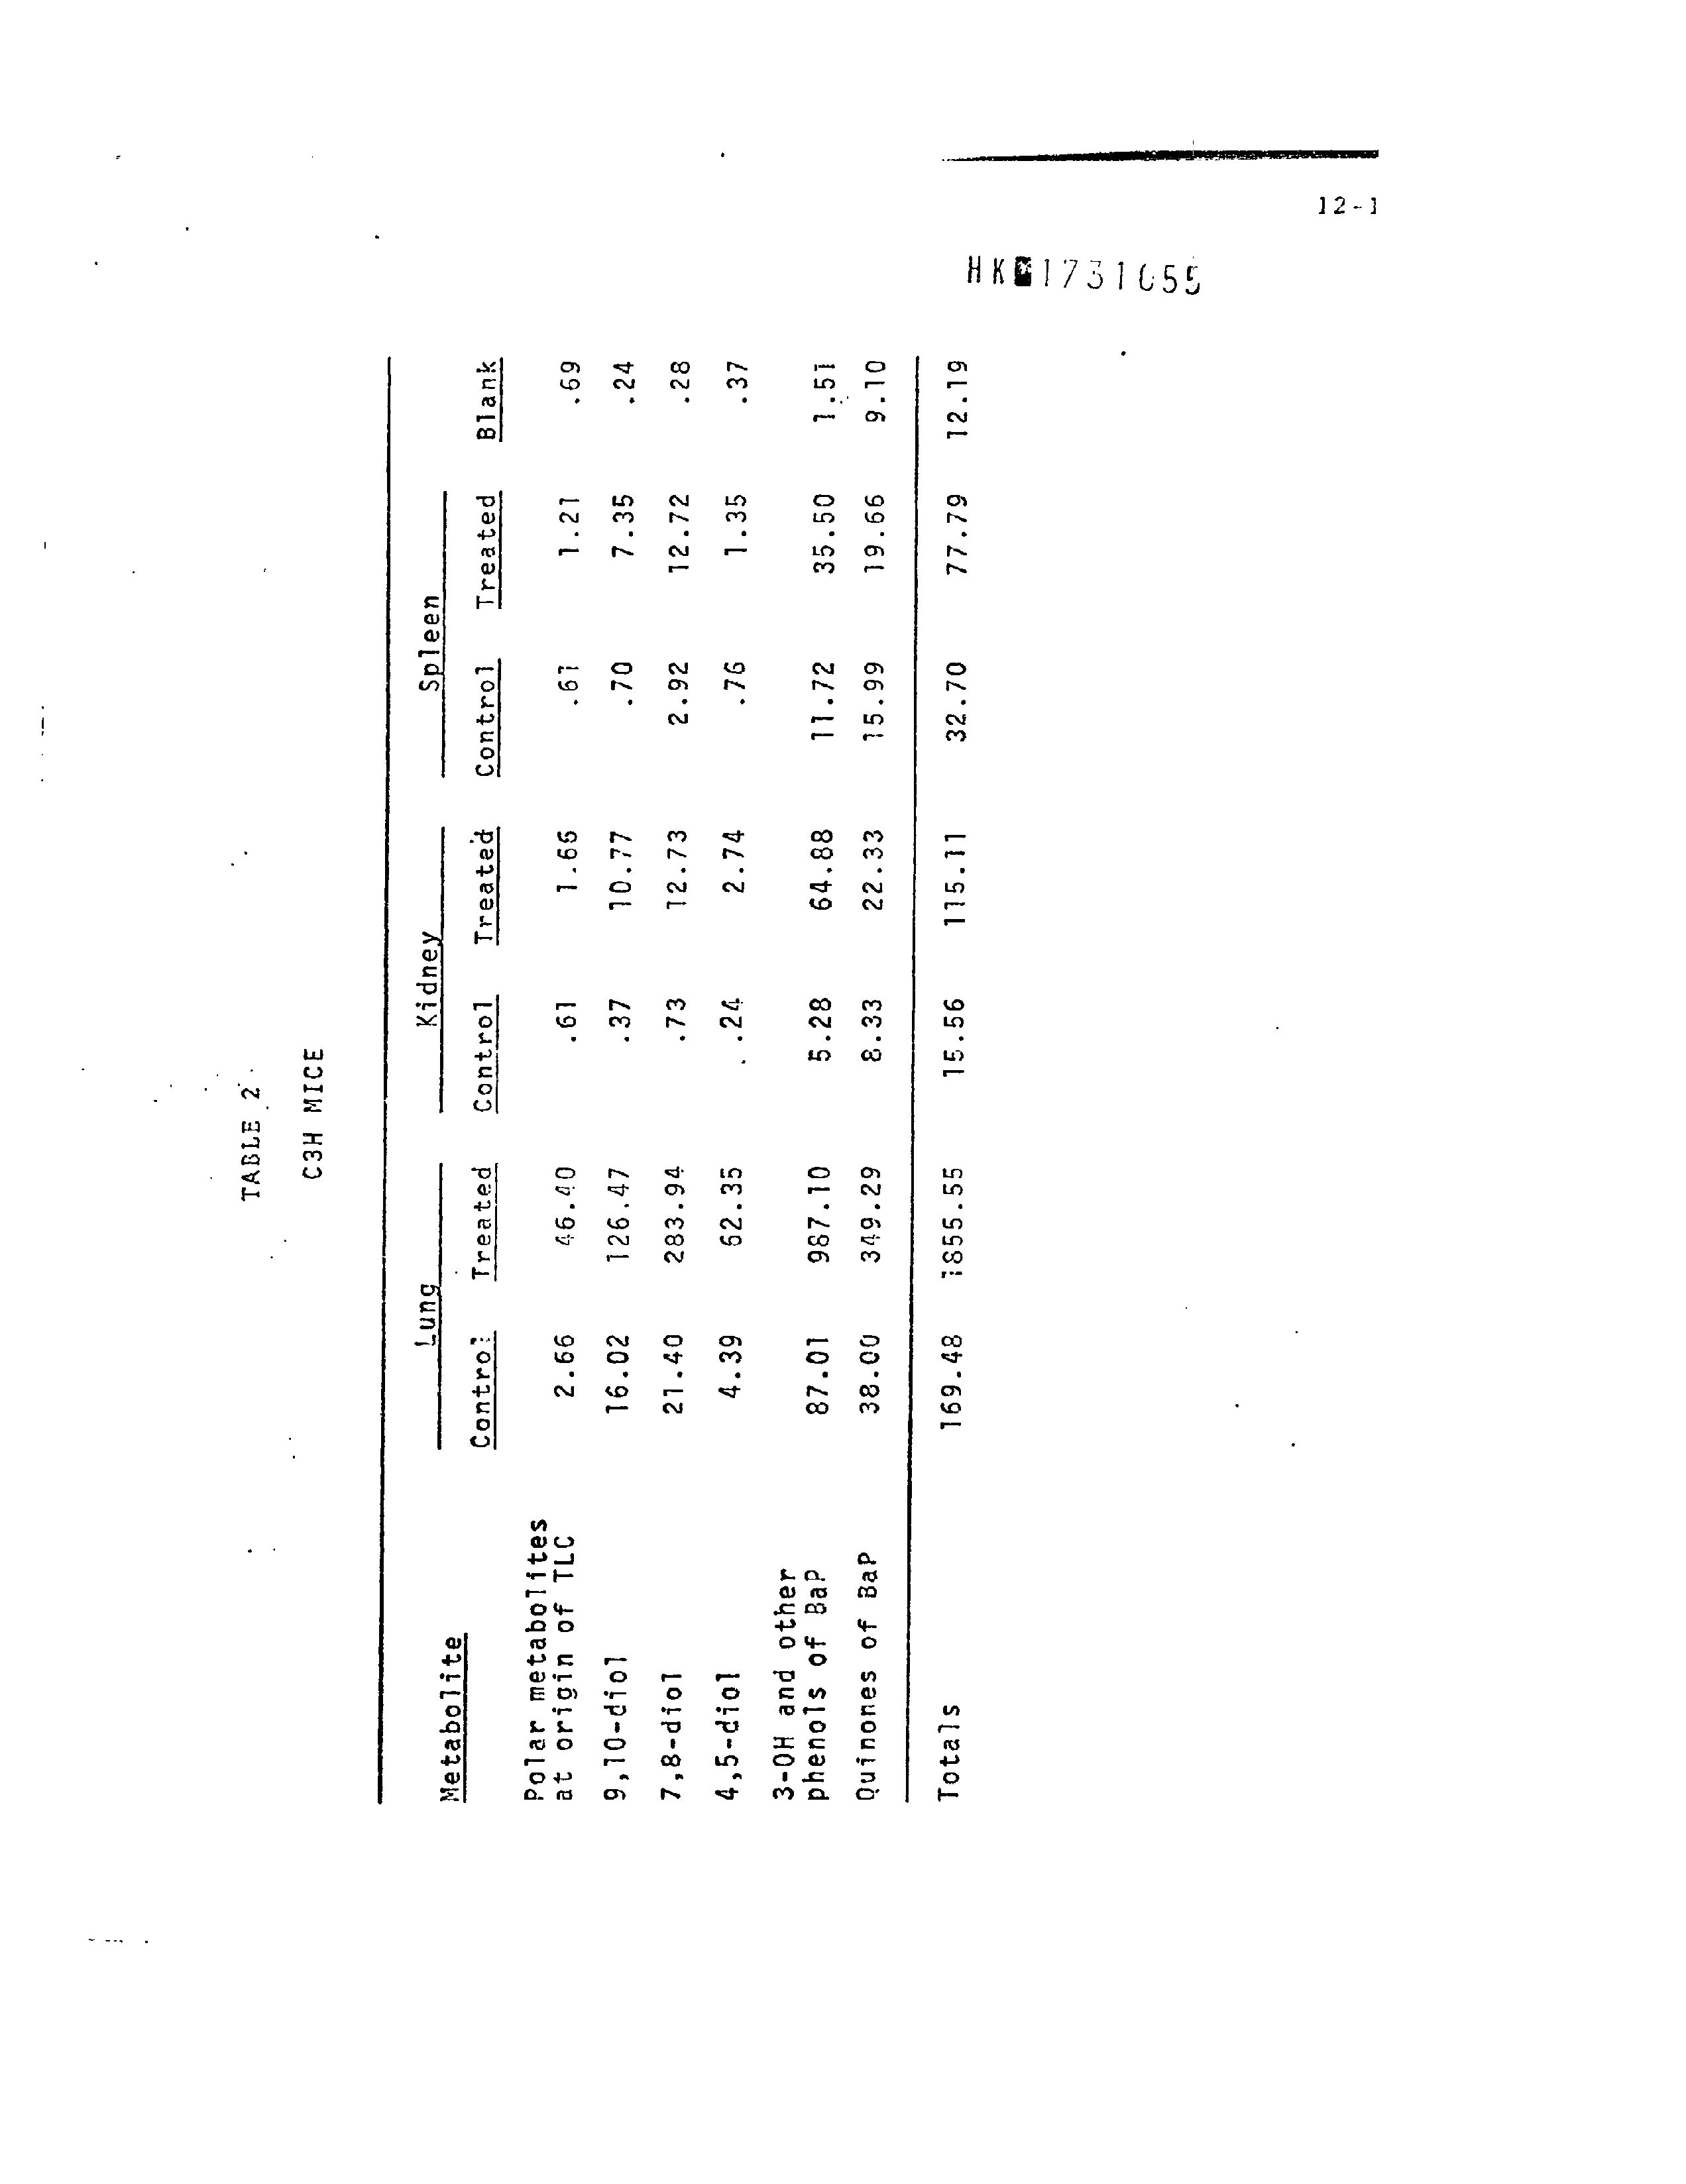 12-1
HK*1731055
TABLE 2
C3H MICE
Lung Kidney Spleen
Metabolite Control Treated Control Treated Control Treated Blank
Polar metabolites
at origin of TLC 2.66 46.40 .61 1.66 .61 1.21 .69
9,10-diol 16.02 126.47 .37 10.77 .70 7.35 .24
7,8-diol 21.40 283.94 .73 12.73 2.92 12.72 .28
4,5-diol 4.39 62.35 .24 2.74 .76 1.35 .37
3-OH and other
phenols of BaP 87.01 987.10 5.28 64.88 11.72 35.50 1.51
Quinones of BaP 38.00 349.29 8.33 22.33 15.99 19.66 9.10
Totals 169.48 1855.55 15.56 115.11 32.70 77.79 12.19